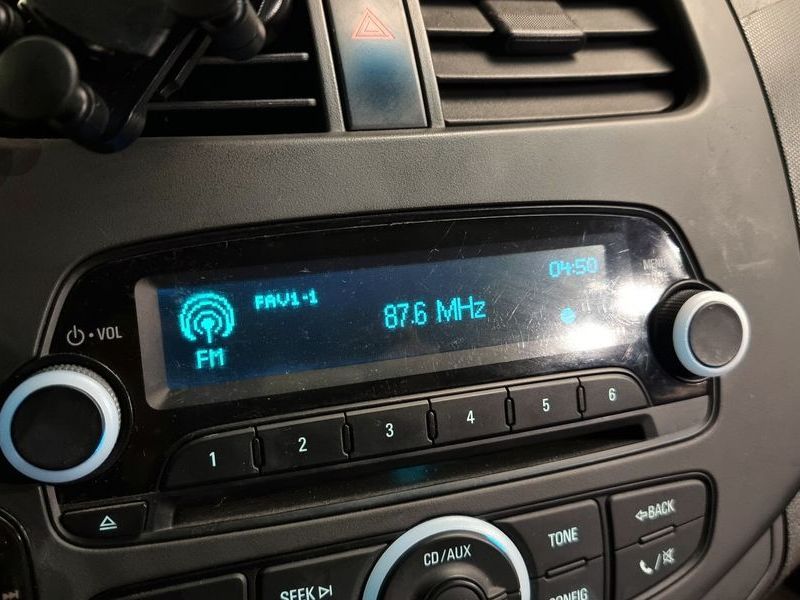 04:50
FAV1-1
87.6 MHz
FM
MENU
VOL
1 2 3 4 5 6
BACK
TONE
CD/AUX
SEEK
CONFIG